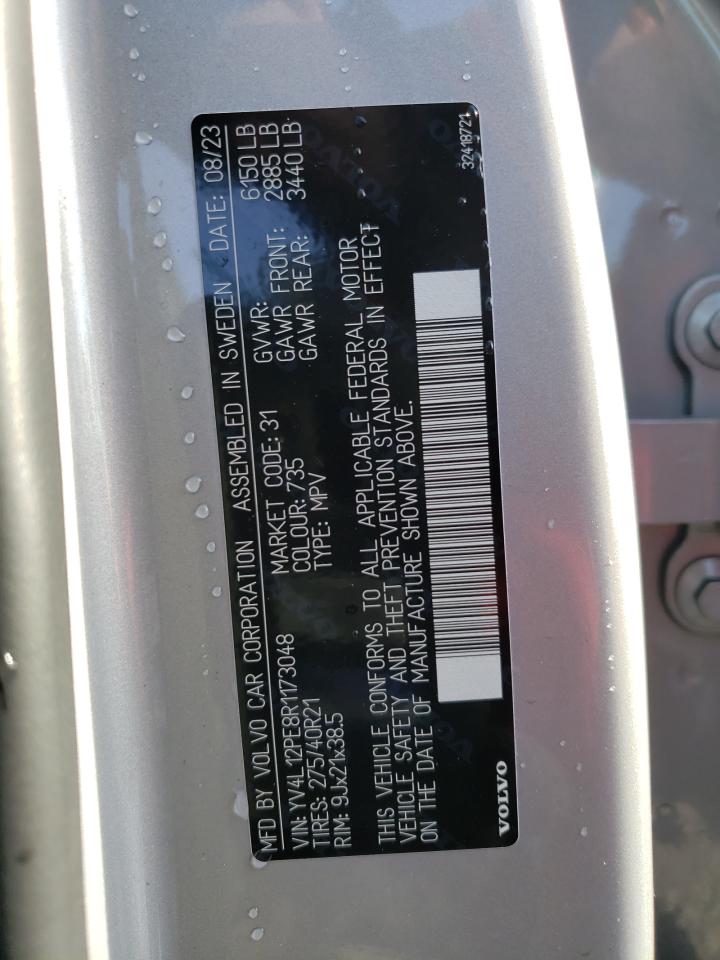 MFD BY VOLVO CAR CORPORATION ASSEMBLED IN SWEDEN DATE: 08/23
VIN: YV4L12PE8R1173048 MARKET CODE: 31 GVWR: 6150 LB
TIRES: 275/40R21 COLOUR: 735 GAWR FRONT: 2885 LB
RIM: 9Jx21x38.5 TYPE: MPV GAWR REAR: 3440 LB
THIS VEHICLE CONFORMS TO ALL APPLICABLE FEDERAL MOTOR
VEHICLE SAFETY AND THEFT PREVENTION STANDARDS IN EFFECT
ON THE DATE OF MANUFACTURE SHOWN ABOVE.
VOLVO
32418721